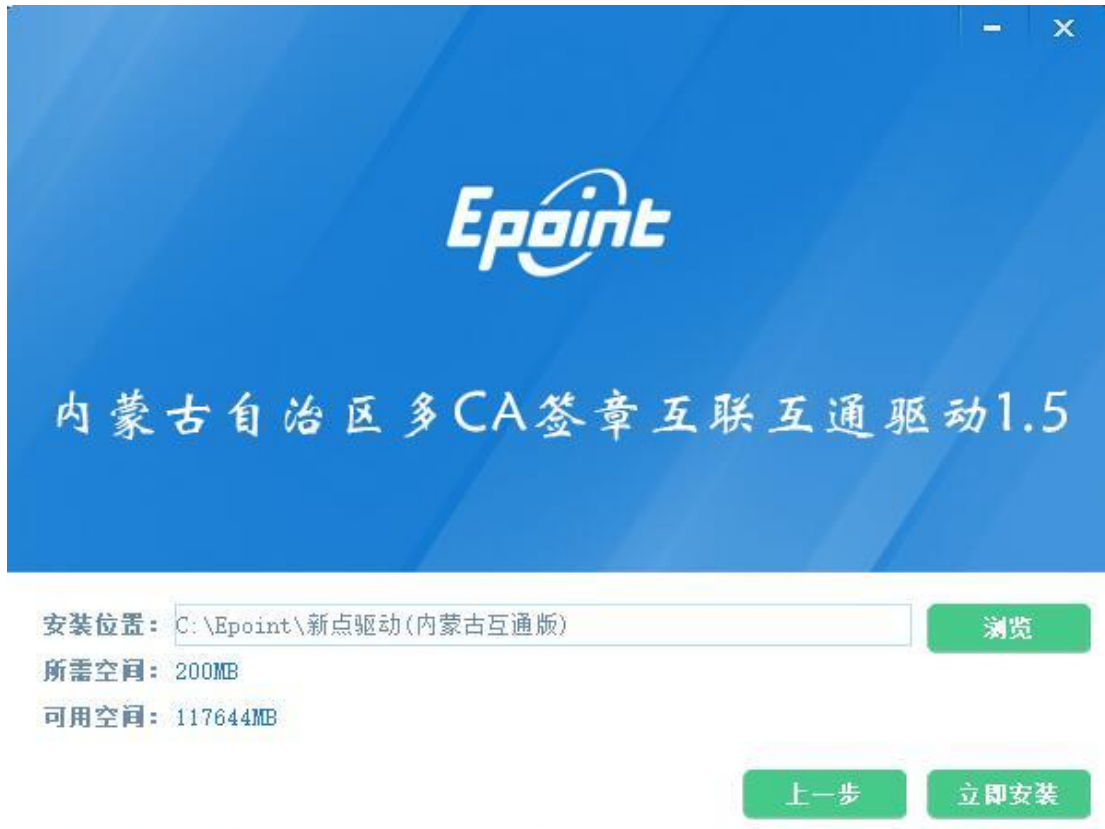 Epoint
内蒙古自治区多CA签章互联互通驱动1.5
安装位置： C:\Epoint\新点驱动(内蒙古互通版) 浏览
所需空间： 200MB
可用空间： 117644MB
上一步 立即安装